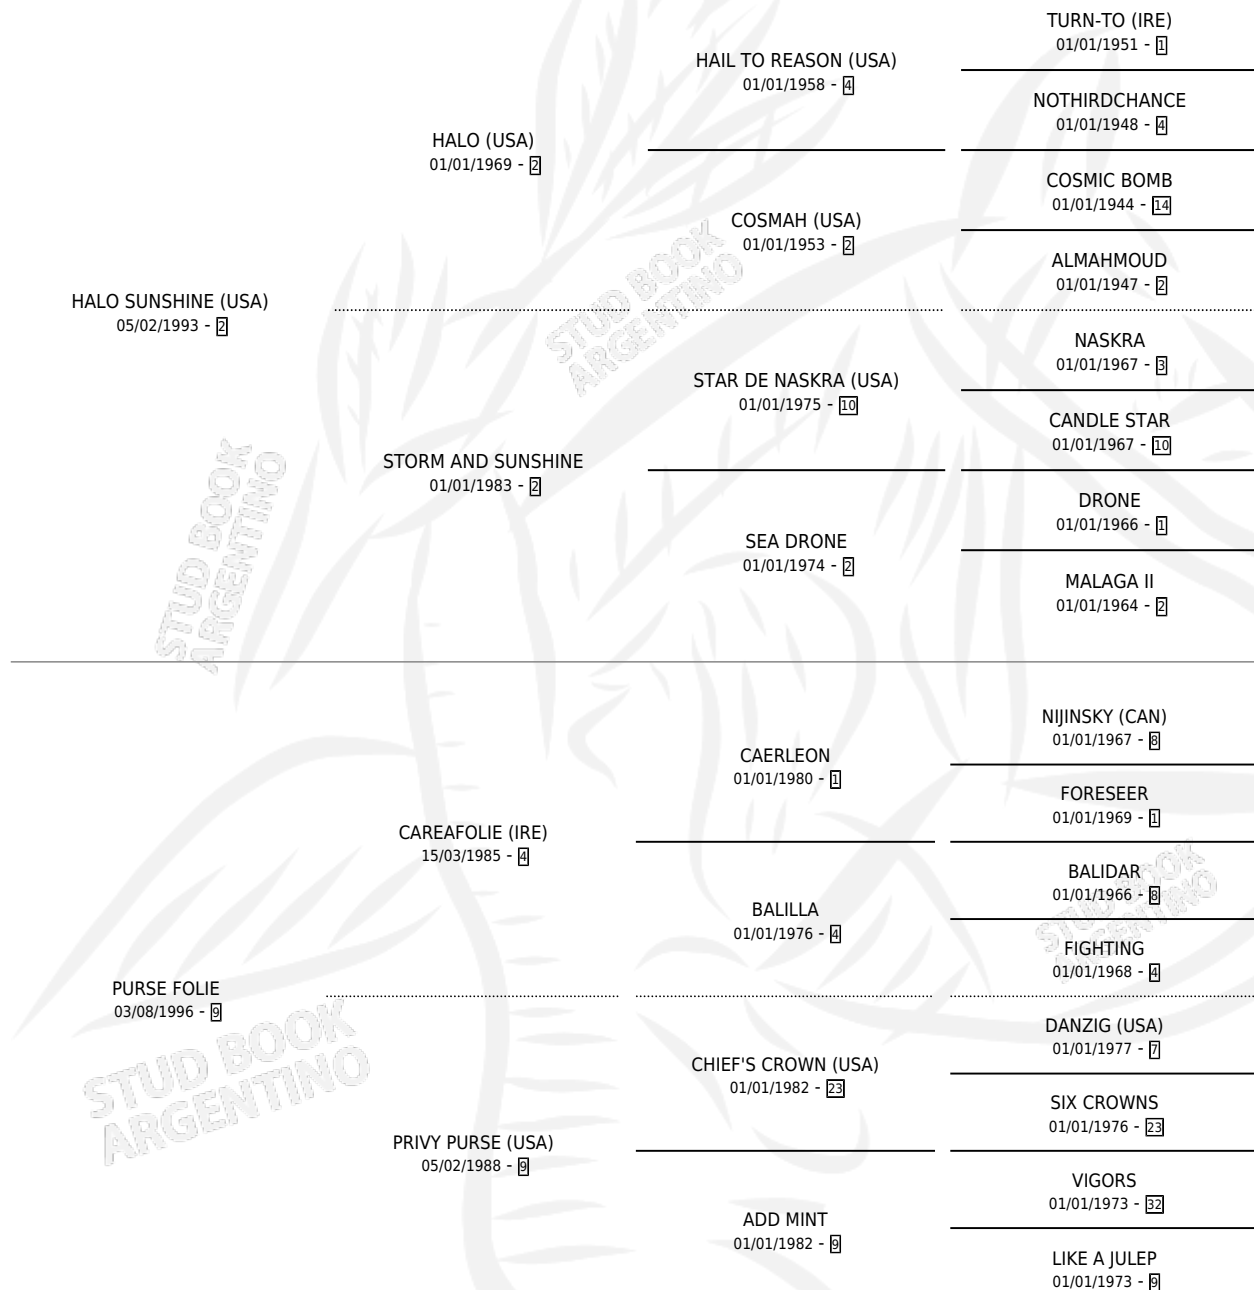 TURN-TO (IRE)
01/01/1951 - 1
HAIL TO REASON (USA)
01/01/1958 - 4
NOTHIRDCHANCE
01/01/1948 - 4
HALO (USA)
01/01/1969 - 2
COSMIC BOMB
01/01/1944 - 14
COSMAH (USA)
01/01/1953 - 2
ALMAHMOUD
01/01/1947 - 2
HALO SUNSHINE (USA)
05/02/1993 - 2
NASKRA
01/01/1967 - 3
STAR DE NASKRA (USA)
01/01/1975 - 10
CANDLE STAR
01/01/1967 - 10
STORM AND SUNSHINE
01/01/1983 - 2
DRONE
01/01/1966 - 1
SEA DRONE
01/01/1974 - 2
MALAGA II
01/01/1964 - 2
NIJINSKY (CAN)
01/01/1967 - 8
CAERLEON
01/01/1980 - 1
FORESEER
01/01/1969 - 1
CAREAFOLIE (IRE)
15/03/1985 - 4
BALIDAR
01/01/1966 - 8
BALILLA
01/01/1976 - 4
FIGHTING
01/01/1968 - 4
PURSE FOLIE
03/08/1996 - 9
DANZIG (USA)
01/01/1977 - 7
CHIEF'S CROWN (USA)
01/01/1982 - 23
SIX CROWNS
01/01/1976 - 23
PRIVY PURSE (USA)
05/02/1988 - 9
VIGORS
01/01/1973 - 32
ADD MINT
01/01/1982 - 9
LIKE A JULEP
01/01/1973 - 9
STUD BOOK
ARGENTINO
STUD BOOK
ARGENTINO
STUD BOOK
ARGENTINO
STUD BOOK
ARGENTINO